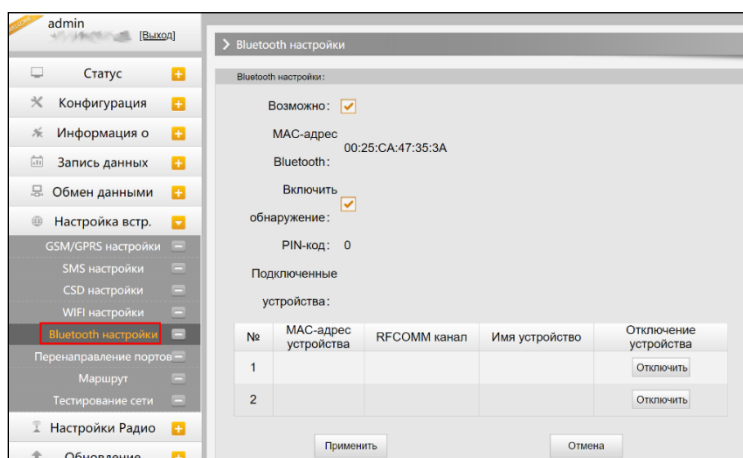 admin
[Выход]
Статус
Конфигурация
Информация о
Запись данных
Обмен данными
Настройка встр.
GSM/GPRS настройки
SMS настройки
CSD настройки
WIFI настройки
Bluetooth настройки
Перенаправление портов
Маршрут
Тестирование сети
Настройки Радио
Обновление
Bluetooth настройки
Bluetooth настройки:
Возможно:
MAC-адрес
Bluetooth:
00:25:CA:47:35:3A
Включить
обнаружение:
PIN-код: 0
Подключенные
устройства:
№ MAC-адрес устройства RFCOMM канал Имя устройство Отключение устройства
1 Отключить
2 Отключить
Применить Отмена